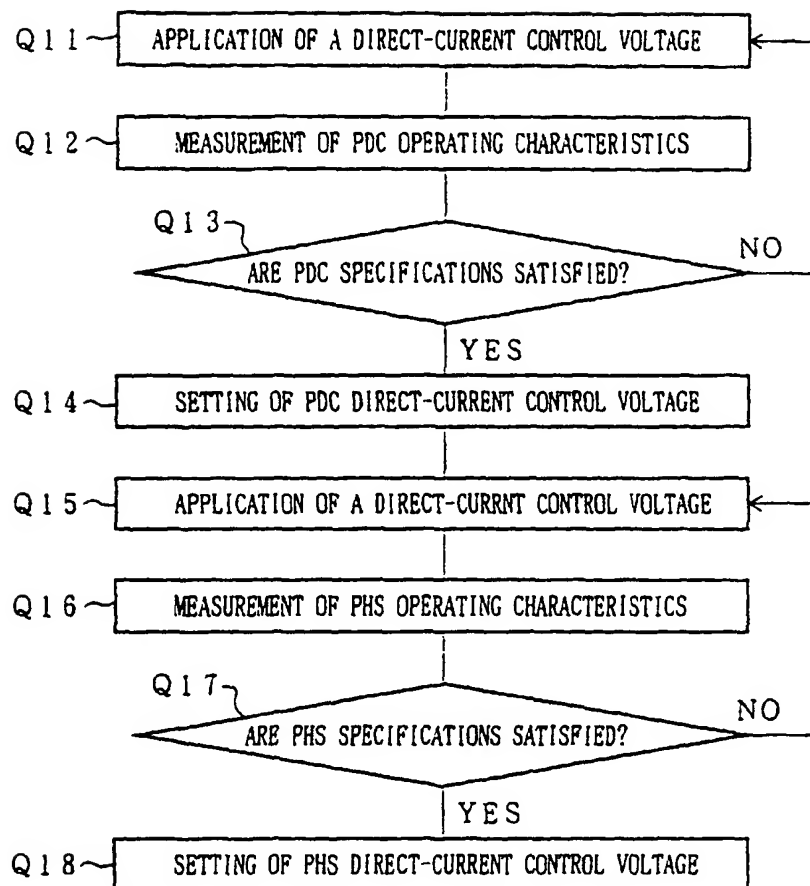 Q11 APPLICATION OF A DIRECT-CURRENT CONTROL VOLTAGE
Q12 MEASUREMENT OF PDC OPERATING CHARACTERISTICS
Q13
ARE PDC SPECIFICATIONS SATISFIED? NO
YES
Q14 SETTING OF PDC DIRECT-CURRENT CONTROL VOLTAGE
Q15 APPLICATION OF A DIRECT-CURRNT CONTROL VOLTAGE
Q16 MEASUREMENT OF PHS OPERATING CHARACTERISTICS
Q17
ARE PHS SPECIFICATIONS SATISFIED? NO
YES
Q18 SETTING OF PHS DIRECT-CURRENT CONTROL VOLTAGE